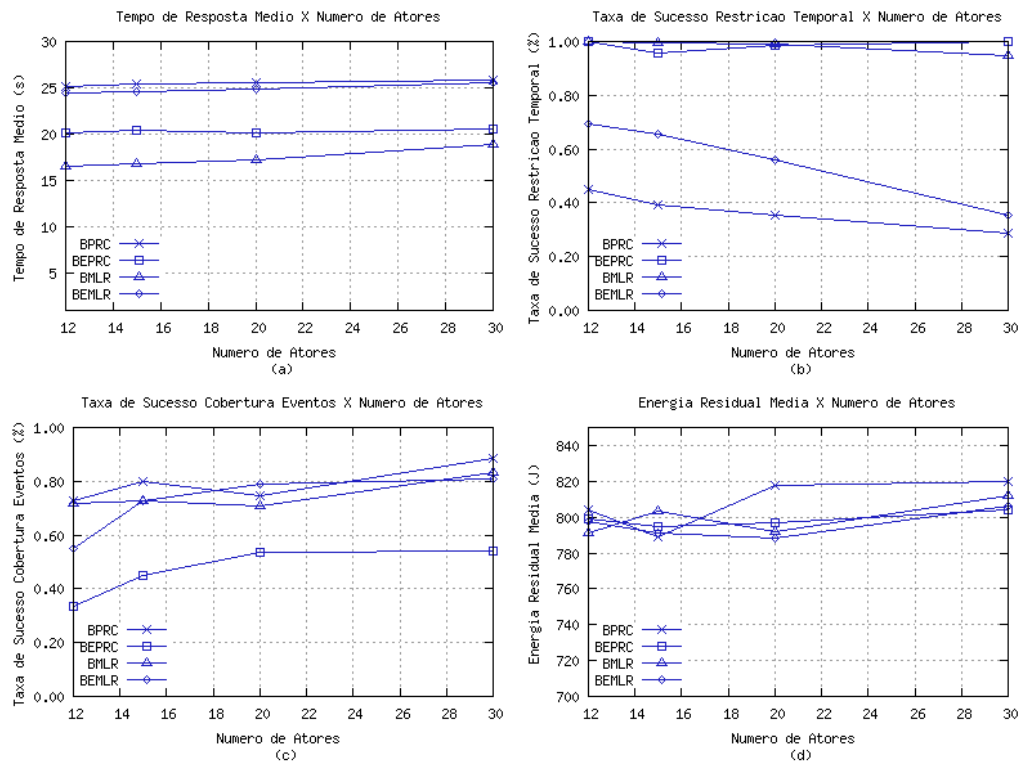 Tempo de Resposta Medio X Numero de Atores
Tempo de Resposta Medio (s)
30
25
20
15
10
5
BPRC
BEPRC
BMLR
BEMLR
12 14 16 18 20 22 24 26 28 30
Numero de Atores
(a)
Taxa de Sucesso Restricao Temporal X Numero de Atores
Taxa de Sucesso Restricao Temporal (%)
1.00
0.80
0.60
0.40
0.20
0.00
BPRC
BEPRC
BMLR
BEMLR
12 14 16 18 20 22 24 26 28 30
Numero de Atores
(b)
Taxa de Sucesso Cobertura Eventos X Numero de Atores
Taxa de Sucesso Cobertura Eventos (%)
1.00
0.80
0.60
0.40
0.20
0.00
BPRC
BEPRC
BMLR
BEMLR
12 14 16 18 20 22 24 26 28 30
Numero de Atores
(c)
Energia Residual Media X Numero de Atores
Energia Residual Media (J)
840
820
800
780
760
740
720
700
BPRC
BEPRC
BMLR
BEMLR
12 14 16 18 20 22 24 26 28 30
Numero de Atores
(d)